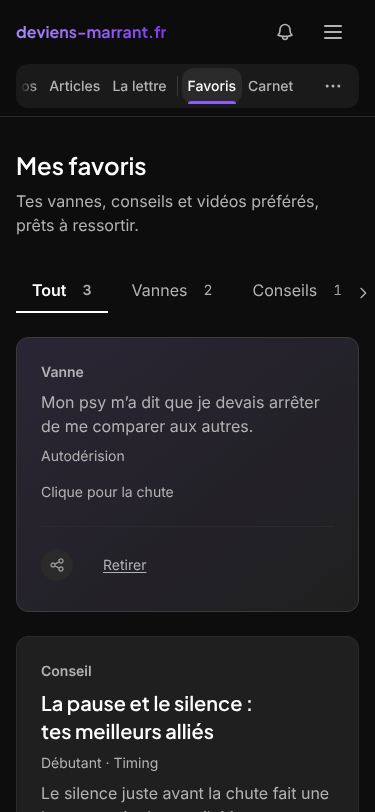 deviens-marrant.fr
os Articles La lettre Favoris Carnet ...
Mes favoris
Tes vannes, conseils et vidéos préférés,
prêts à ressortir.
Tout 3 Vannes 2 Conseils 1
Vanne
Mon psy m’a dit que je devais arrêter
de me comparer aux autres.
Autodérision
Clique pour la chute
Retirer
Conseil
La pause et le silence :
tes meilleurs alliés
Débutant · Timing
Le silence juste avant la chute fait une